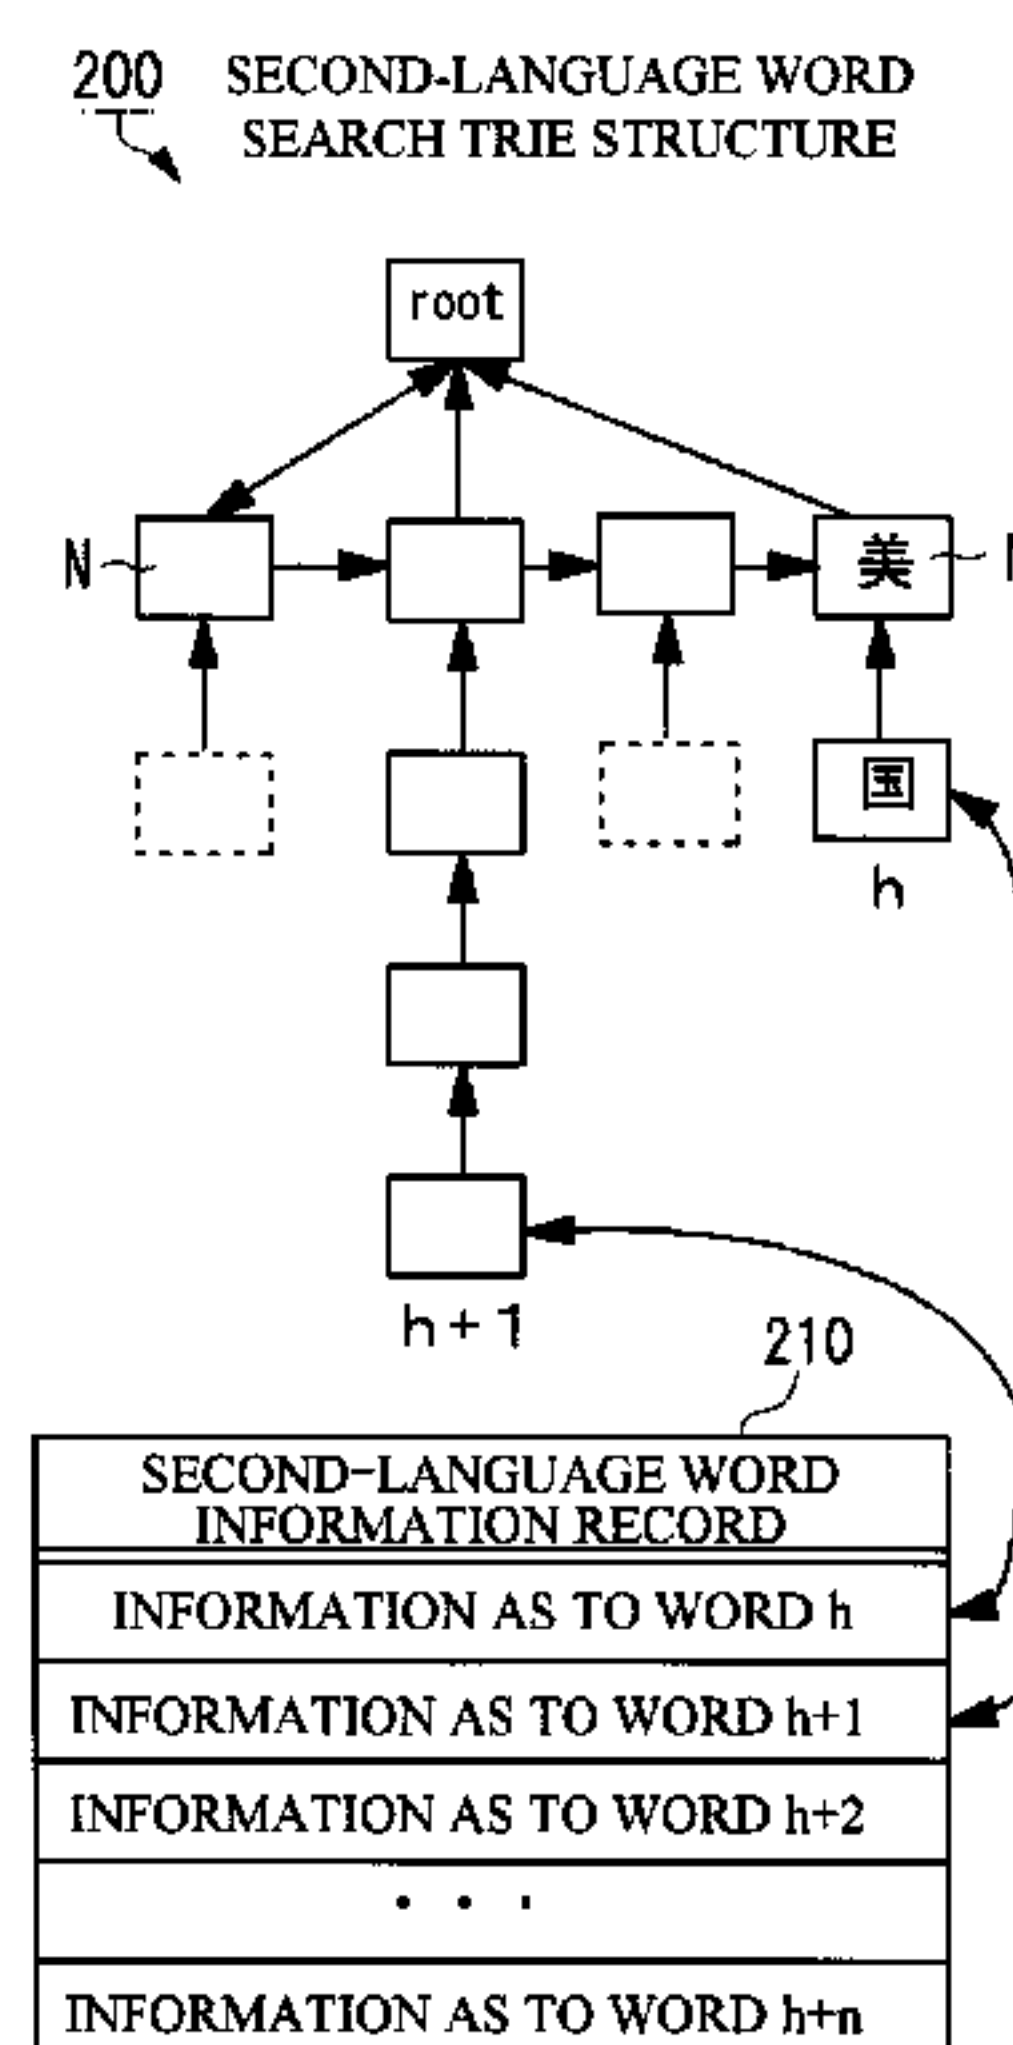 200 SECOND-LANGUAGE WORD
SEARCH TRIE STRUCTURE
root
N
美
国
h
h+1
210
SECOND-LANGUAGE WORD
INFORMATION RECORD
INFORMATION AS TO WORD h
INFORMATION AS TO WORD h+1
INFORMATION AS TO WORD h+2
· · ·
INFORMATION AS TO WORD h+n